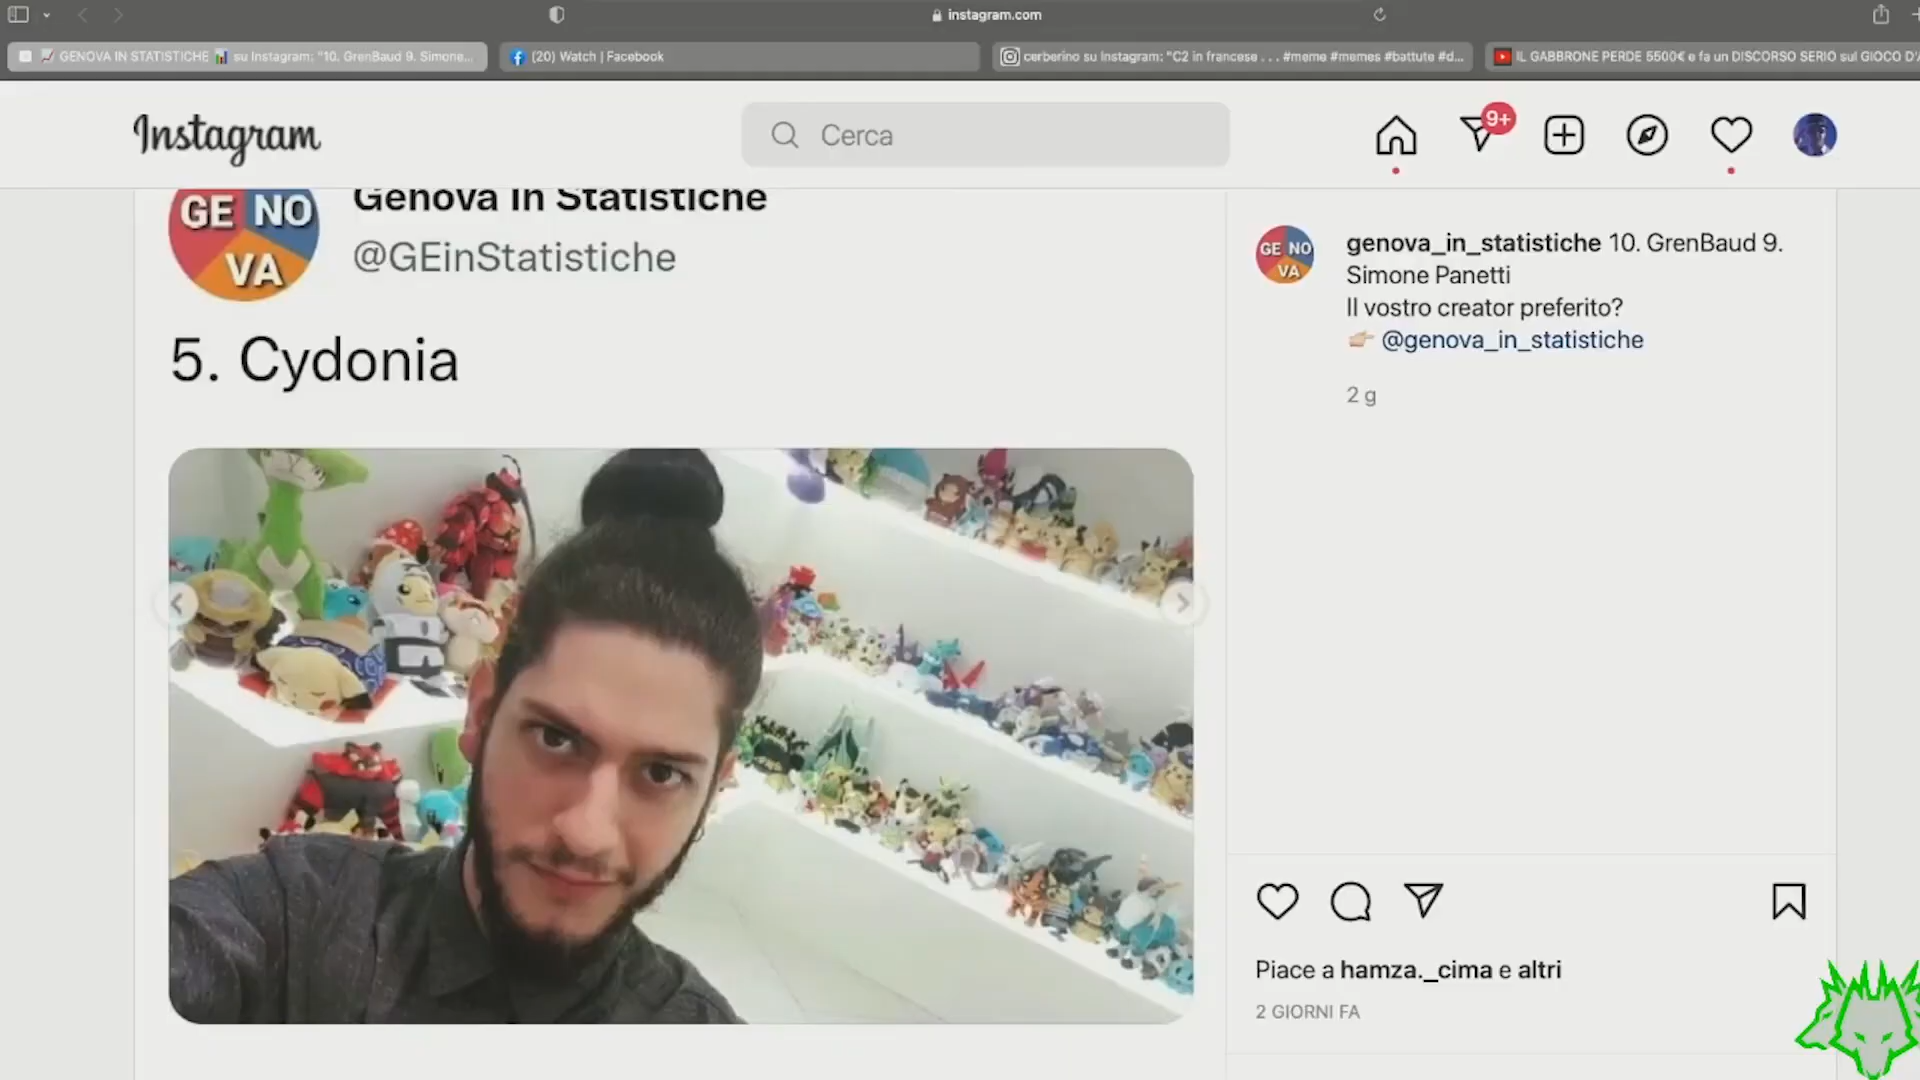 instagram.com
GENOVA IN STATISTICHE su Instagram: "10. GrenBaud 9. Simone...
(20) Watch | Facebook
cerberino su Instagram: "C2 in francese . . . #meme #memes #battute #d...
IL GABBRONE PERDE 5500€ e fa un DISCORSO SERIO sul GIOCO D'
Instagram
Cerca
9+
GE NO
VA
Genova In Statistiche
@GEinStatistiche
5. Cydonia
GE NO
VA
genova_in_statistiche 10. GrenBaud 9.
Simone Panetti
Il vostro creator preferito?
@genova_in_statistiche
2 g
Piace a hamza._cima e altri
2 GIORNI FA